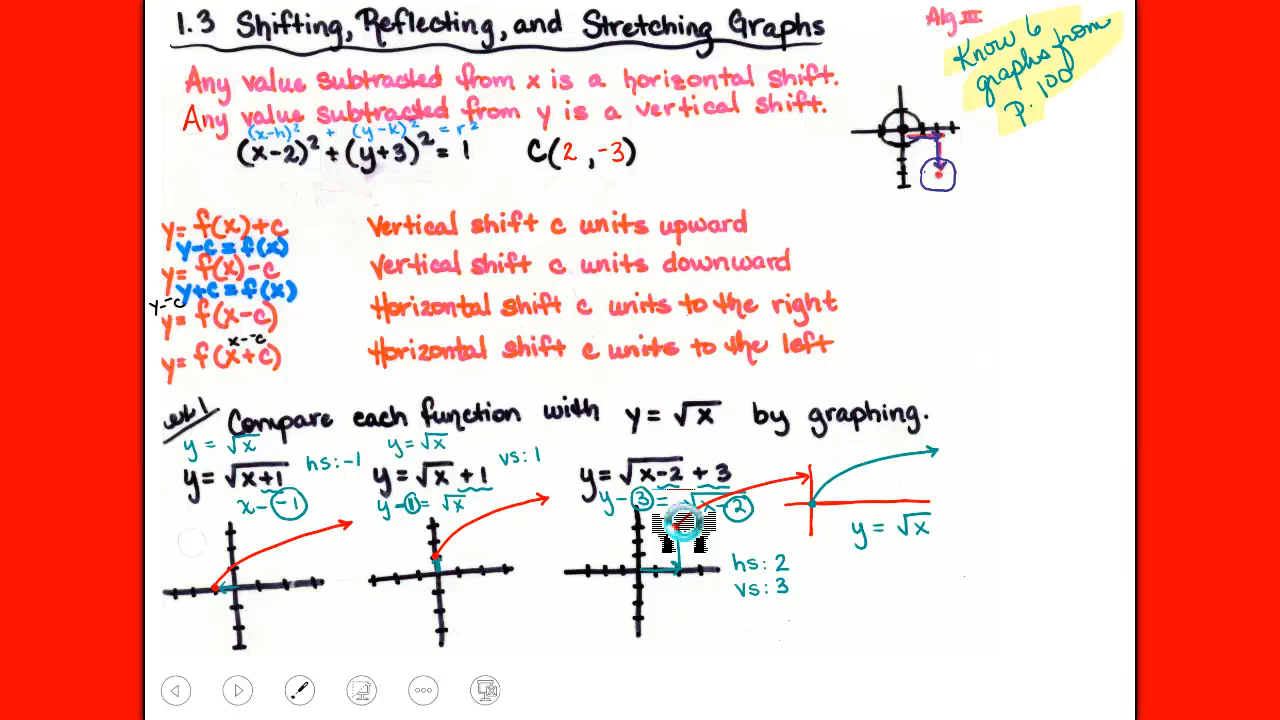 1.3 Shifting, Reflecting, and Stretching Graphs
Alg III
Know 6
graphs from
P. 100
Any value subtracted from x is a horizontal shift.
Any value subtracted from y is a vertical shift.
(x-h)² + (y-k)² = r²
(x-2)² + (y+3)² = 1 C(2, -3)
y = f(x)+c Vertical shift c units upward
y-c = f(x)
y = f(x)-c Vertical shift c units downward
y+c = f(x)
y--c
y = f(x-c) Horizontal shift c units to the right
x--c
y = f(x+c) Horizontal shift c units to the left
ex 1 Compare each function with y = √x by graphing.
y = √x y = √x
y = √x+1 hs: -1 y = √x + 1 vs: 1 y = √x-2 + 3
x - -1 y - 1 = √x y - 3 = √x-2
y = √x
hs: 2
vs: 3